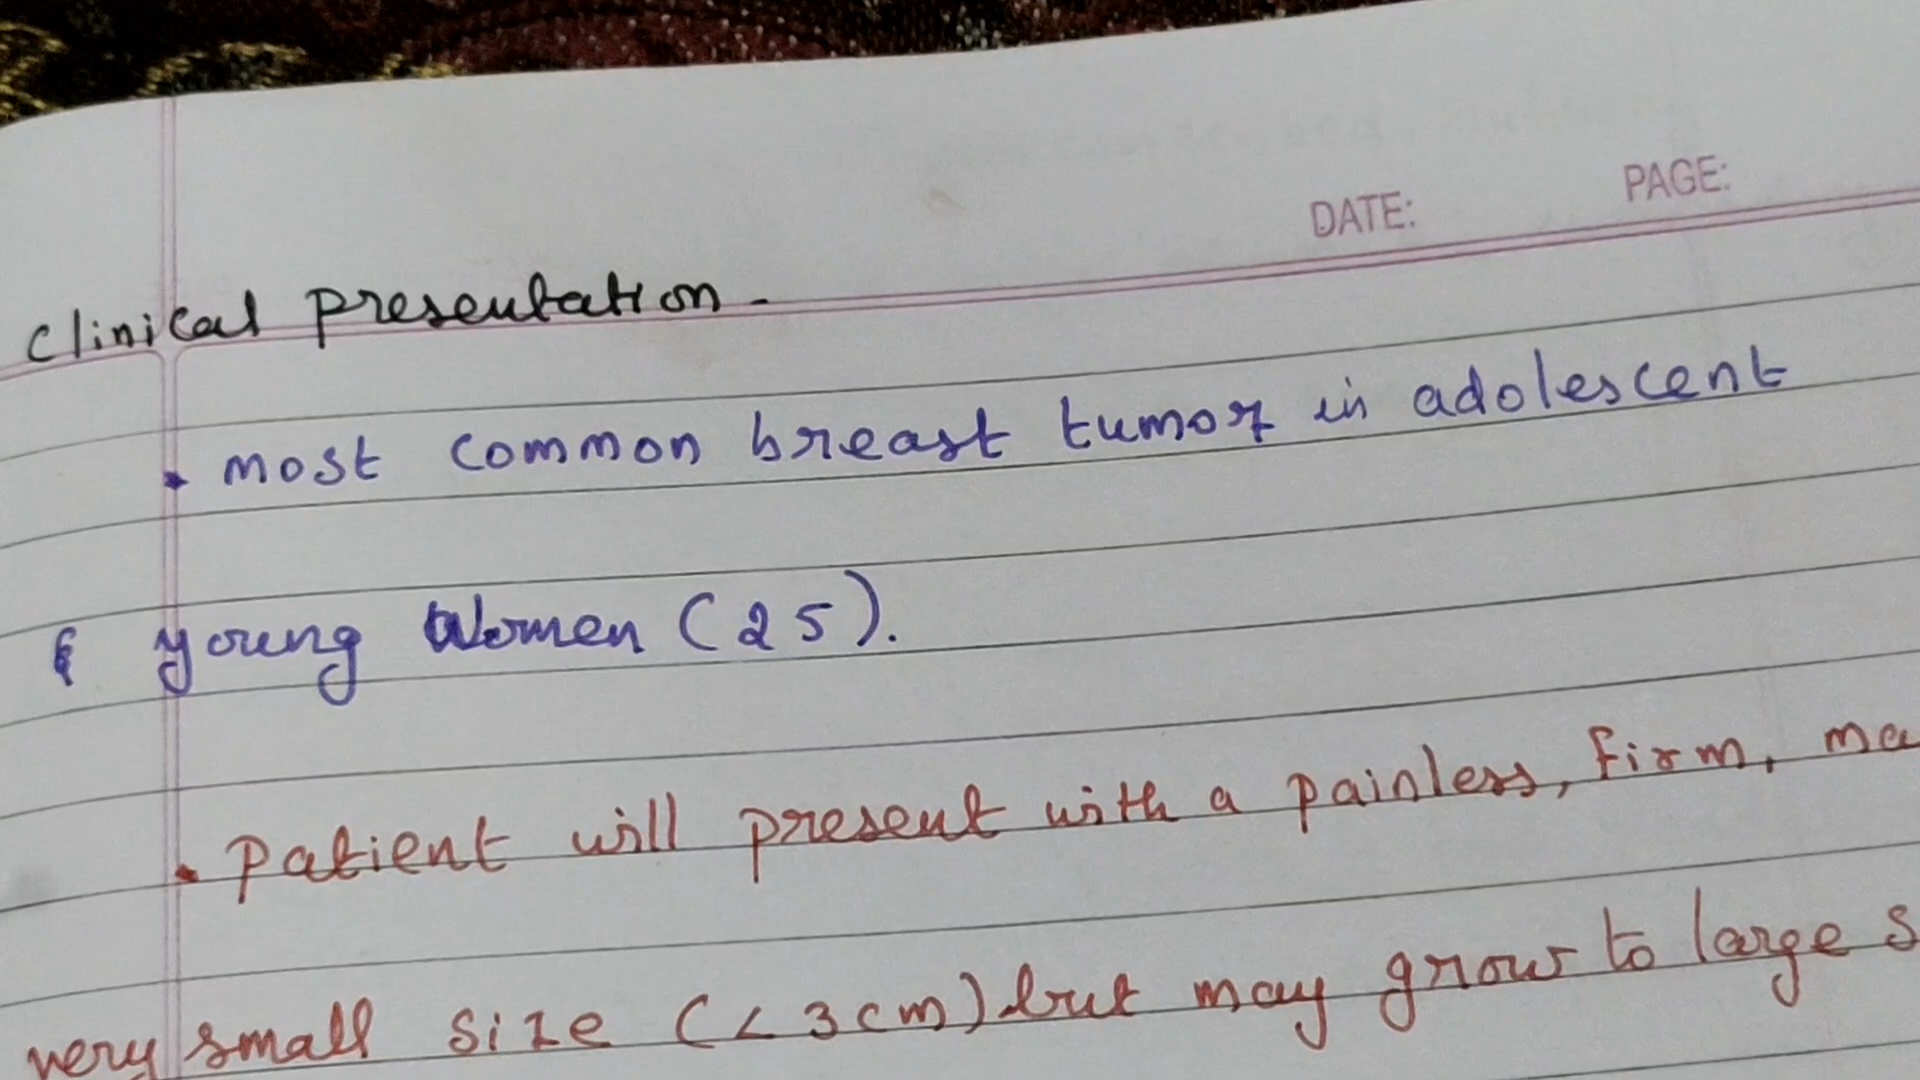 DATE: PAGE:
Clinical presentation -
• most common breast tumor in adolescent
& young women (25).
• Patient will present with a painless, firm,
very small size (<3cm) but may grow to large